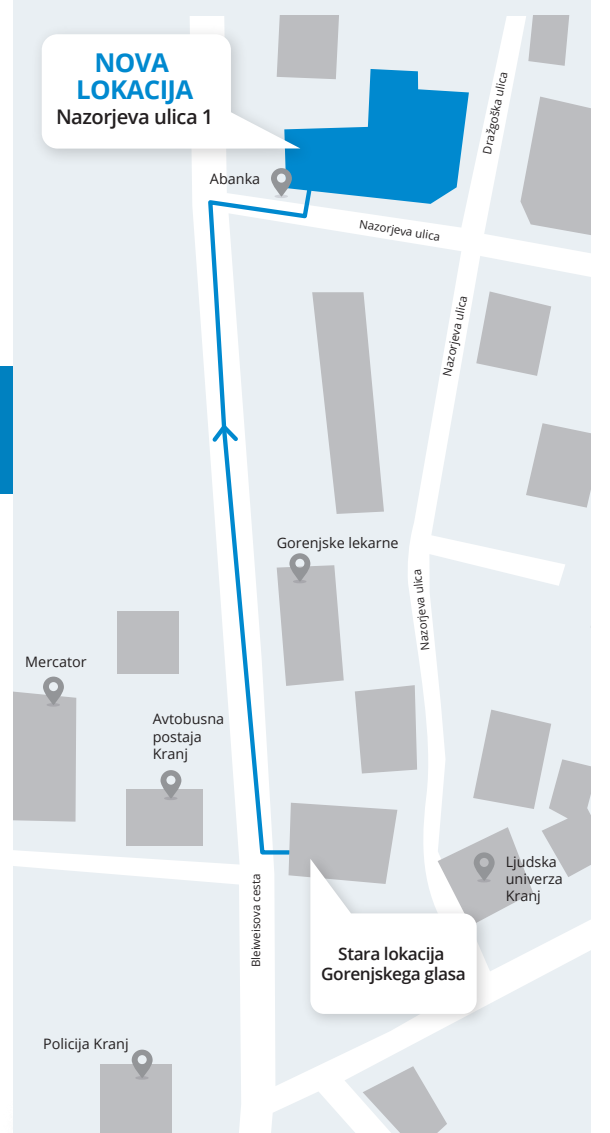 NOVA
LOKACIJA
Nazorjeva ulica 1
Dražgoška ulica
Abanka
Nazorjeva ulica
Nazorjeva ulica
Gorenjske lekarne
Nazorjeva ulica
Mercator
Avtobusna
postaja
Kranj
Ljudska
univerza
Kranj
Bleiweisova cesta
Stara lokacija
Gorenjskega glasa
Policija Kranj